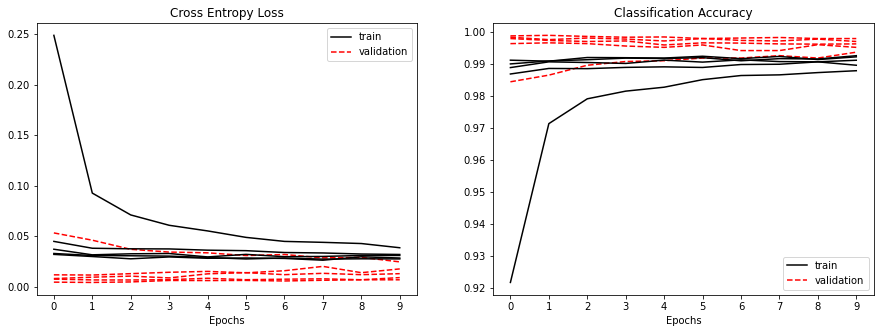 Cross Entropy Loss
0.25
0.20
0.15
0.10
0.05
0.00
train
validation
0 1 2 3 4 5 6 7 8 9
Epochs
Classification Accuracy
1.00
0.99
0.98
0.97
0.96
0.95
0.94
0.93
0.92
train
validation
0 1 2 3 4 5 6 7 8 9
Epochs